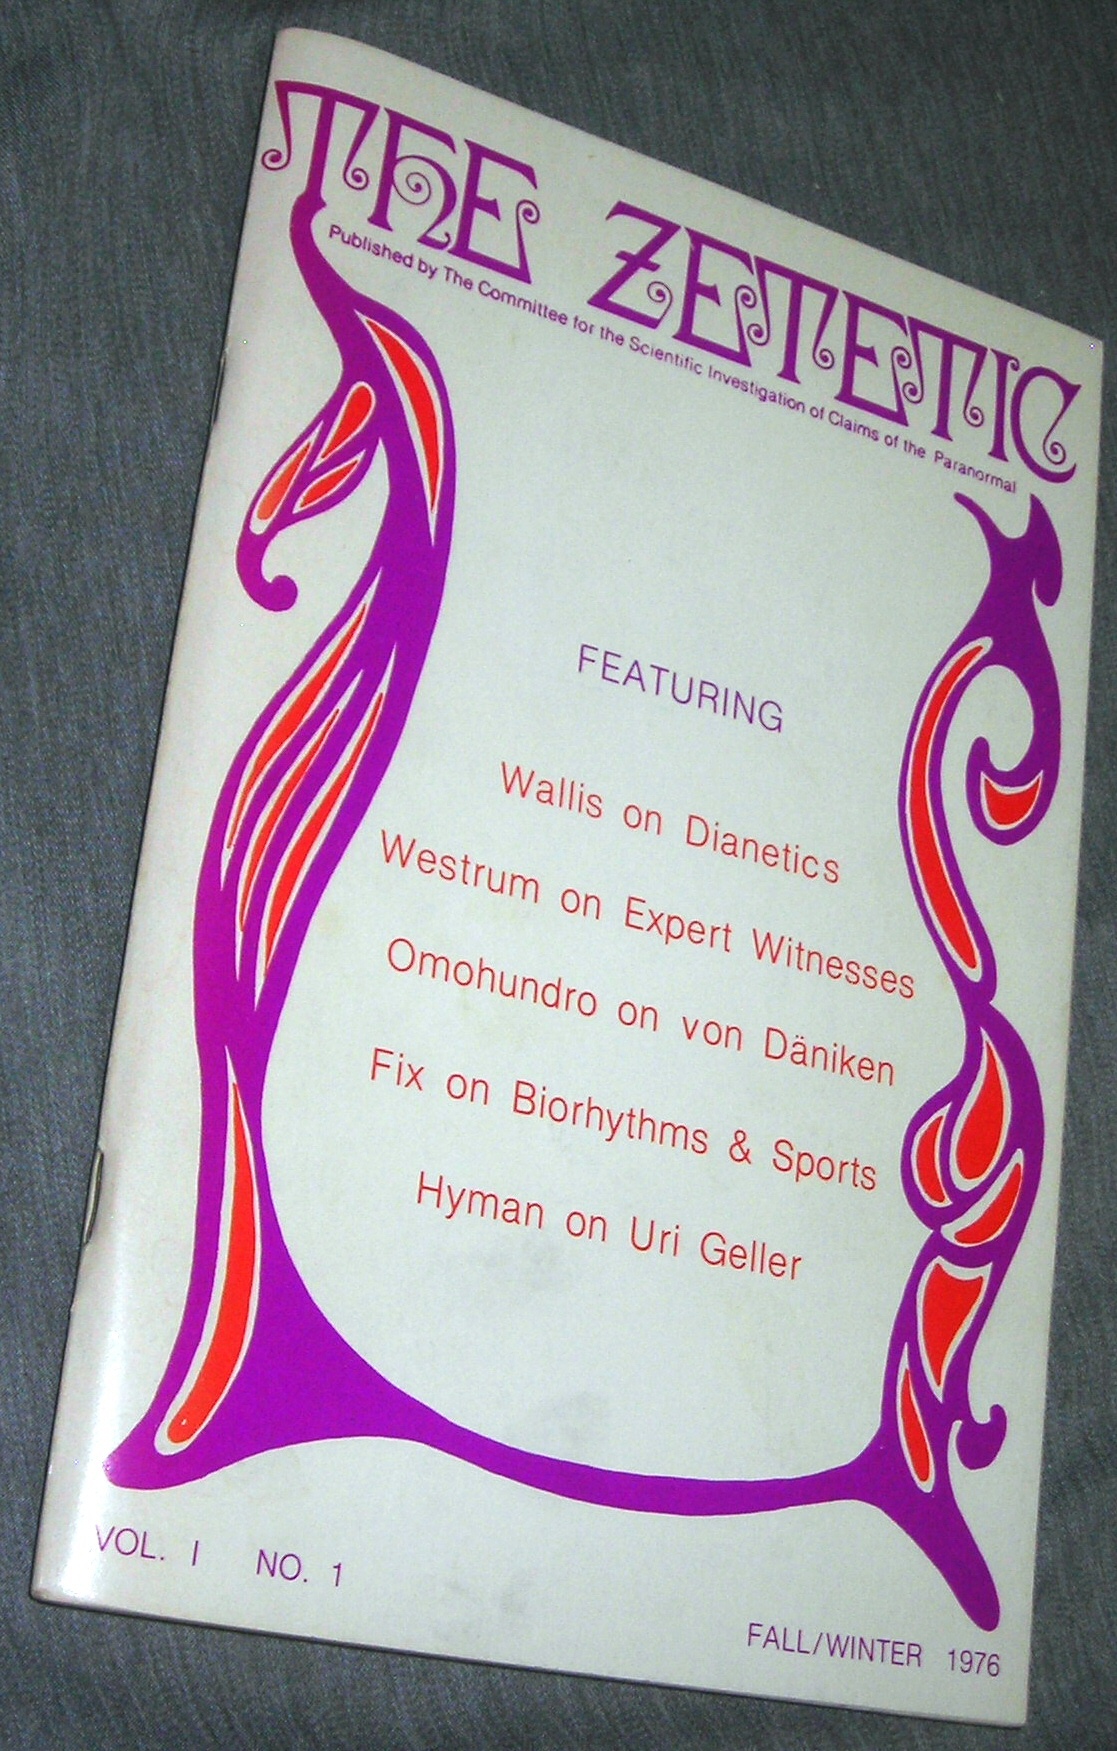 THE ZETETIC
Published by The Committee for the Scientific Investigation of Claims of the Paranormal
FEATURING
Wallis on Dianetics
Westrum on Expert Witnesses
Omohundro on von Däniken
Fix on Biorhythms & Sports
Hyman on Uri Geller
VOL. I NO. 1
FALL/WINTER 1976